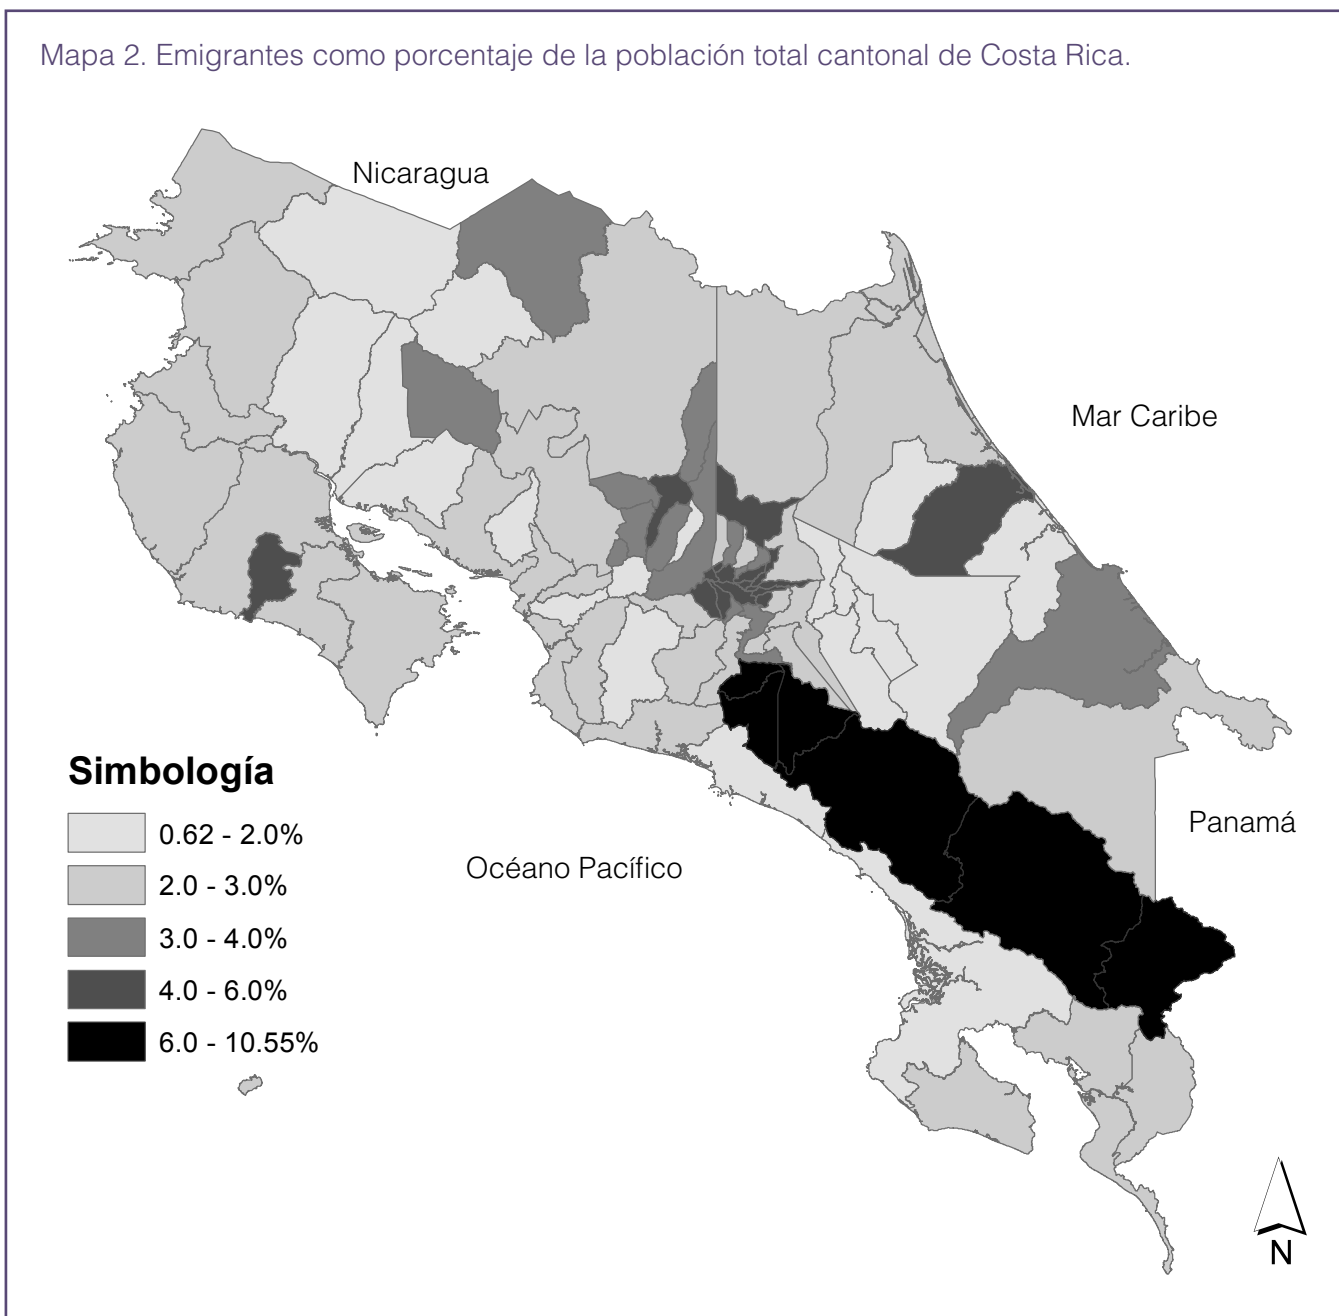 Mapa 2. Emigrantes como porcentaje de la población total cantonal de Costa Rica.
Nicaragua
Mar Caribe
Panamá
Océano Pacífico
Simbología
0.62 - 2.0%
2.0 - 3.0%
3.0 - 4.0%
4.0 - 6.0%
6.0 - 10.55%
N